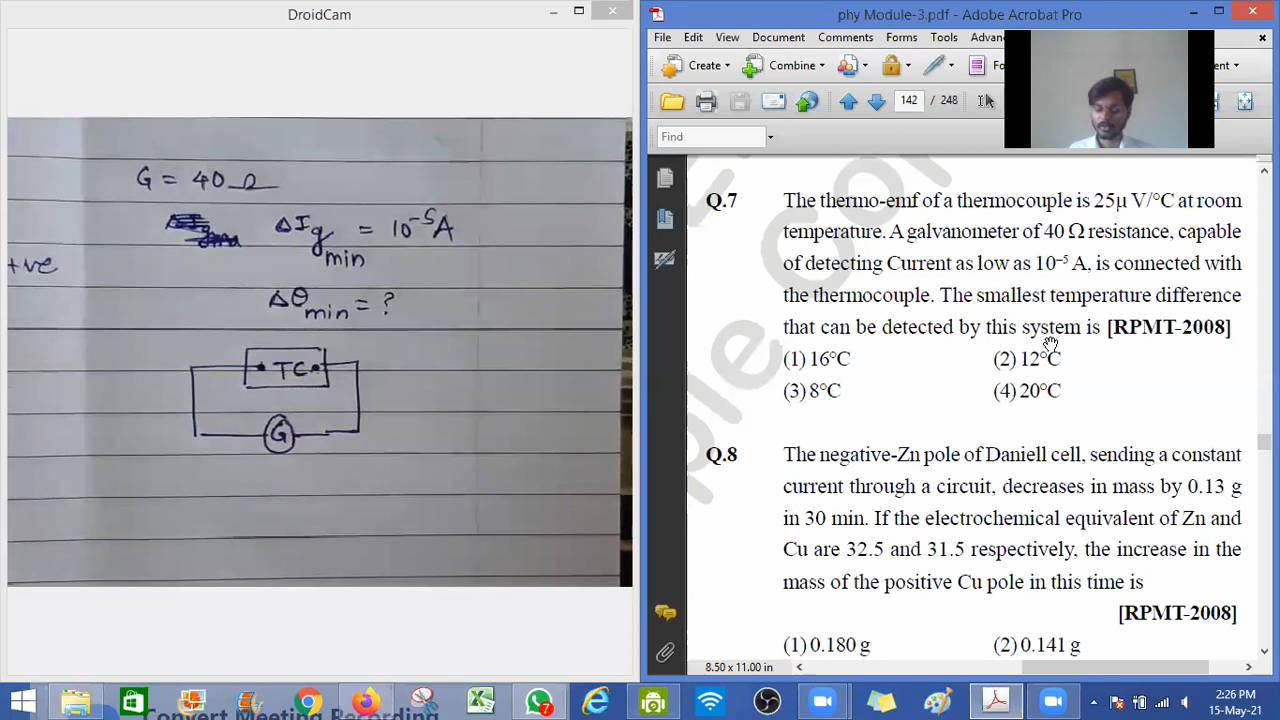 DroidCam
phy Module-3.pdf - Adobe Acrobat Pro
File Edit View Document Comments Forms Tools
Create Combine
142 / 248
Find
G = 40 Ω
ΔIg min = 10⁻⁵A
+ve
Δθmin = ?
TC
G
Q.7 The thermo-emf of a thermocouple is 25μ V/°C at room
temperature. A galvanometer of 40 Ω resistance, capable
of detecting Current as low as 10⁻⁵ A, is connected with
the thermocouple. The smallest temperature difference
that can be detected by this system is [RPMT-2008]
(1) 16°C (2) 12°C
(3) 8°C (4) 20°C
Q.8 The negative-Zn pole of Daniell cell, sending a constant
current through a circuit, decreases in mass by 0.13 g
in 30 min. If the electrochemical equivalent of Zn and
Cu are 32.5 and 31.5 respectively, the increase in the
mass of the positive Cu pole in this time is
[RPMT-2008]
(1) 0.180 g (2) 0.141 g
8.50 x 11.00 in
Convert Meeting Recording
7
2:26 PM
15-May-21